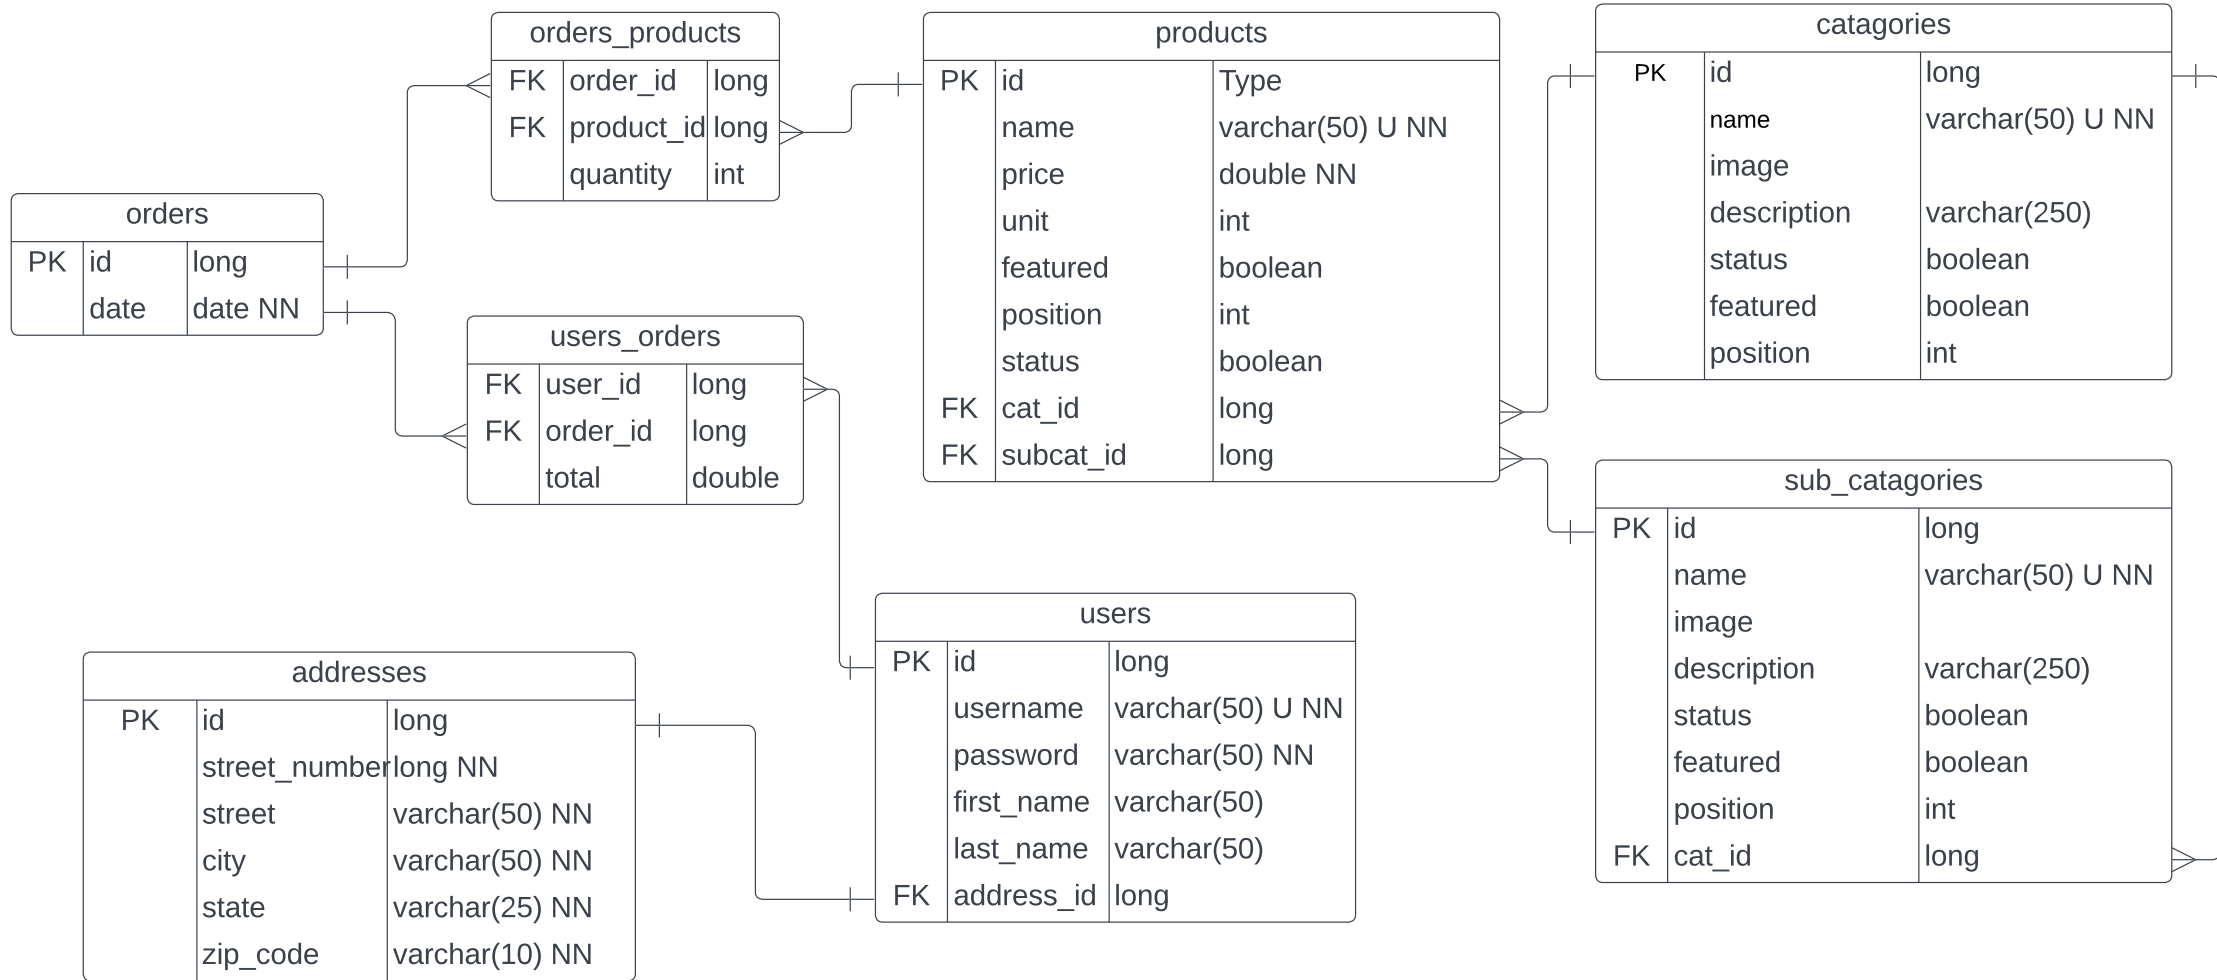 orders_products
FK order_id long
FK product_id long
quantity int
products
PK id Type
name varchar(50) U NN
price double NN
unit int
featured boolean
position int
status boolean
FK cat_id long
FK subcat_id long
catagories
PK id long
name varchar(50) U NN
image
description varchar(250)
status boolean
featured boolean
position int
orders
PK id long
date date NN
users_orders
FK user_id long
FK order_id long
total double
sub_catagories
PK id long
name varchar(50) U NN
image
description varchar(250)
status boolean
featured boolean
position int
FK cat_id long
users
PK id long
username varchar(50) U NN
password varchar(50) NN
first_name varchar(50)
last_name varchar(50)
FK address_id long
addresses
PK id long
street_number long NN
street varchar(50) NN
city varchar(50) NN
state varchar(25) NN
zip_code varchar(10) NN